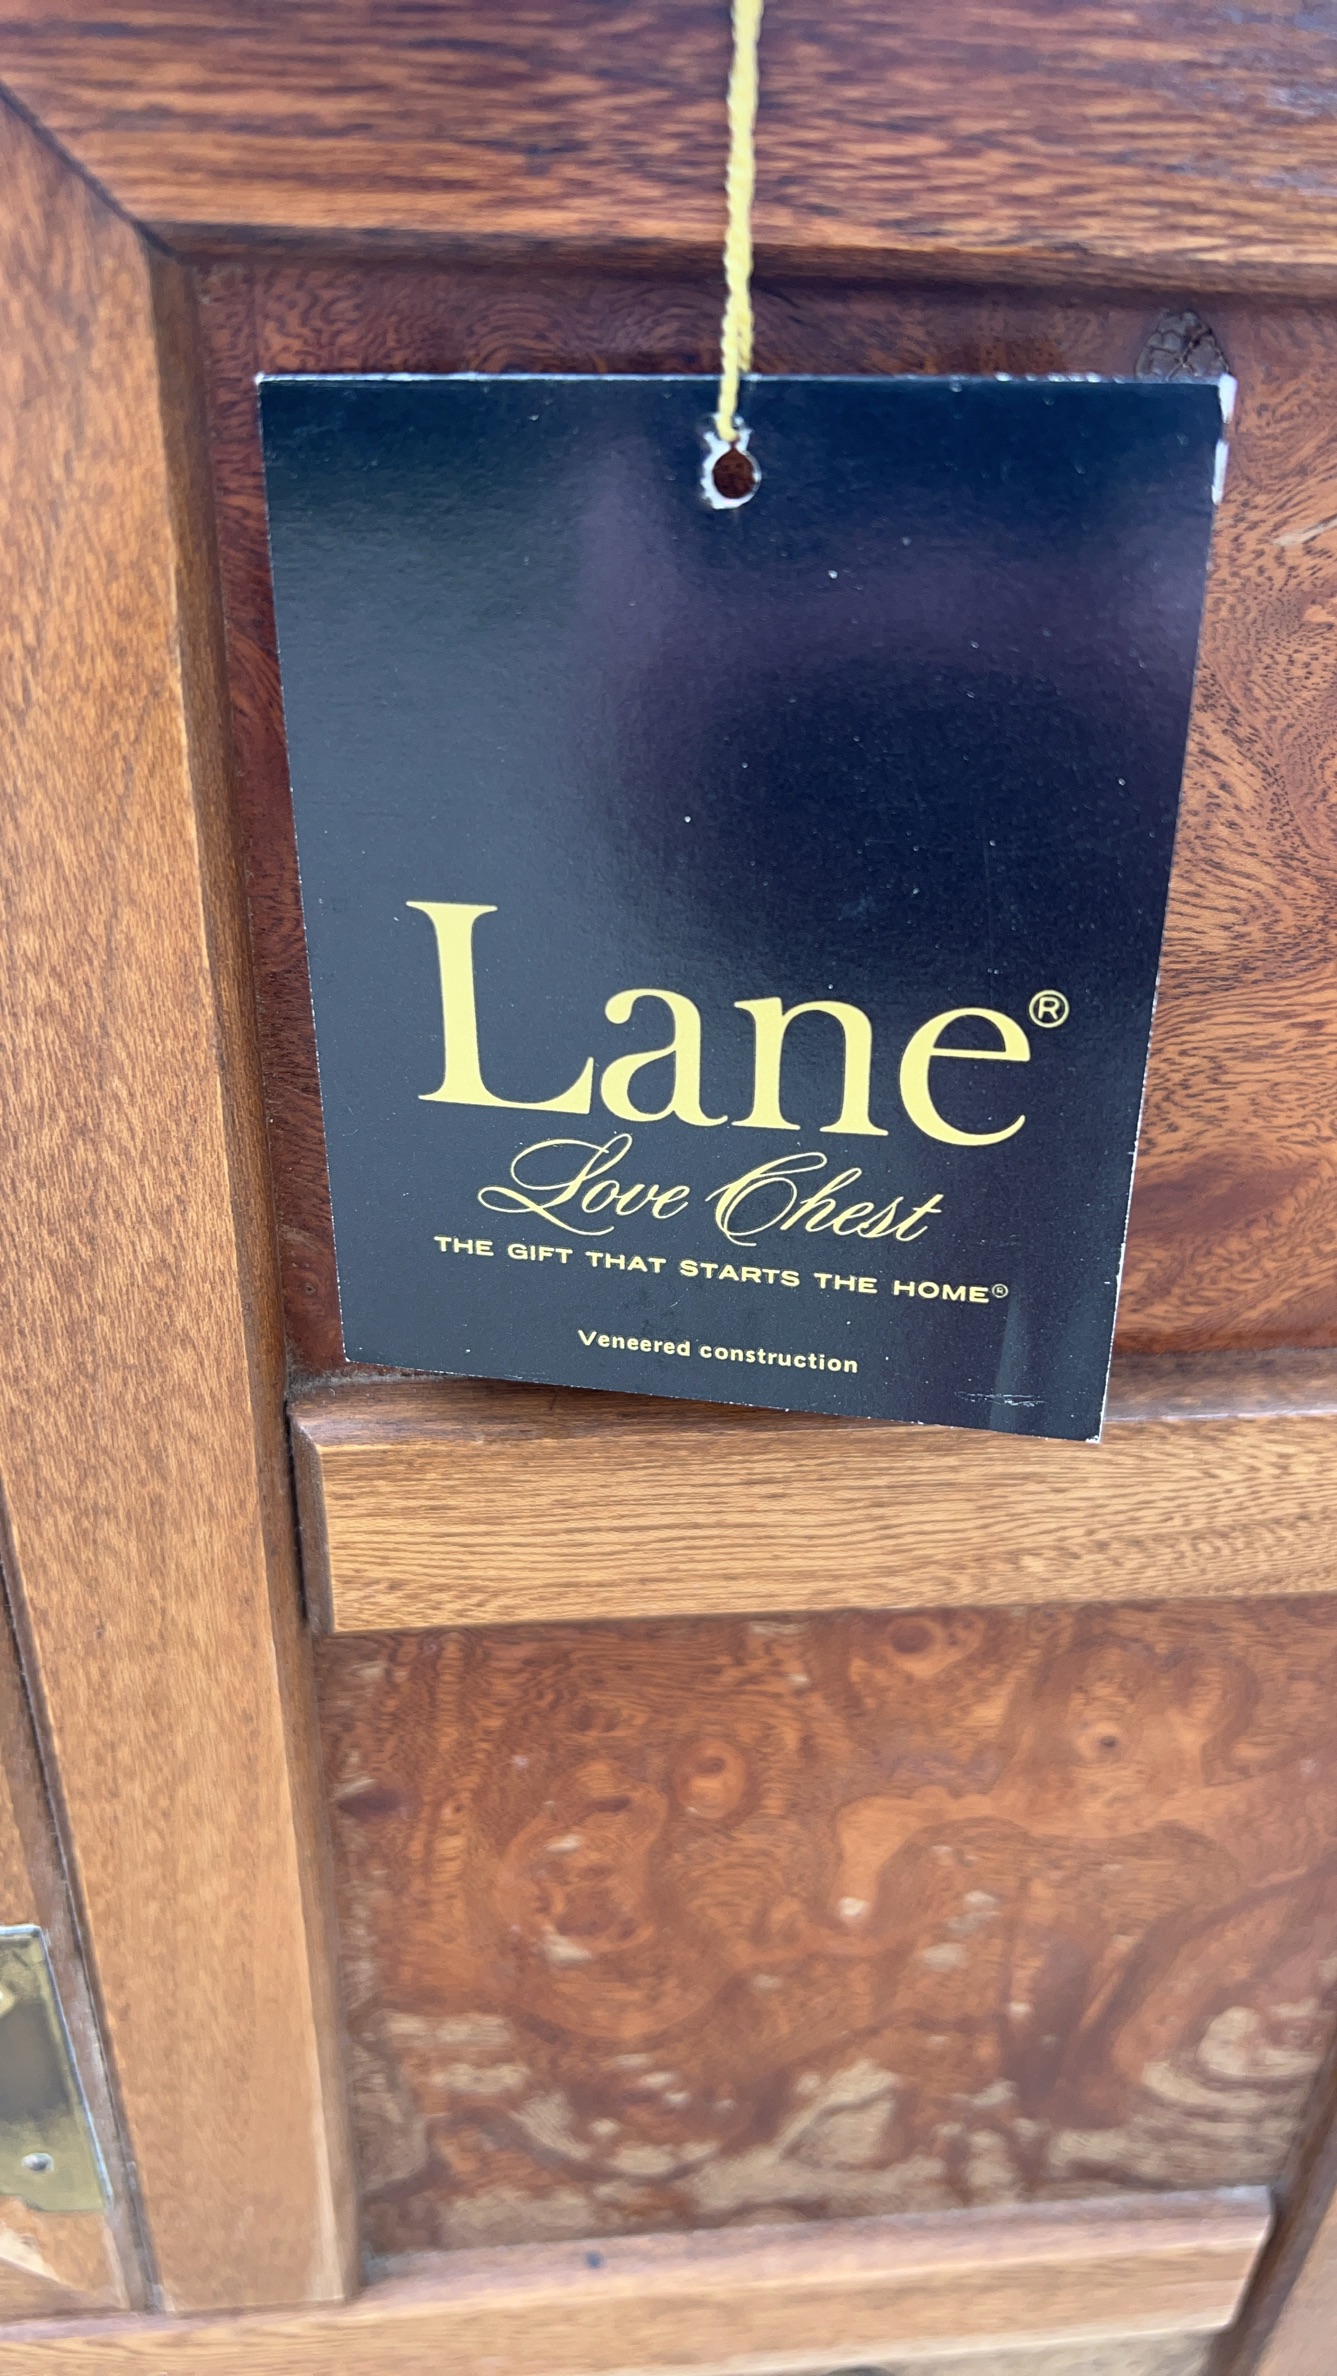 Lane®
Love Chest
THE GIFT THAT STARTS THE HOME®
Veneered construction